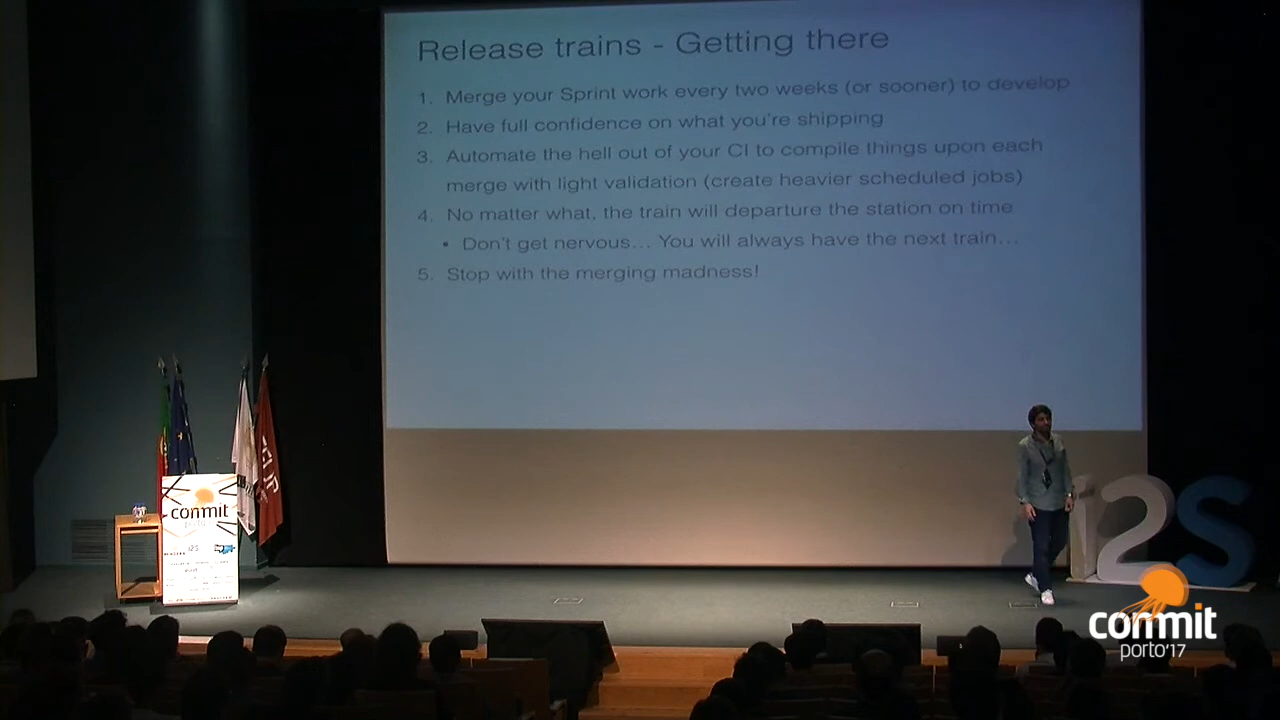 Release trains - Getting there
1. Merge your Sprint work every two weeks (or sooner) to develop
2. Have full confidence on what you're shipping
3. Automate the hell out of your CI to compile things upon each
merge with light validation (create heavier scheduled jobs)
4. No matter what, the train will departure the station on time
• Don't get nervous... You will always have the next train...
5. Stop with the merging madness!
commit
porto
i2S
FEUP
i2S
commit
porto'17